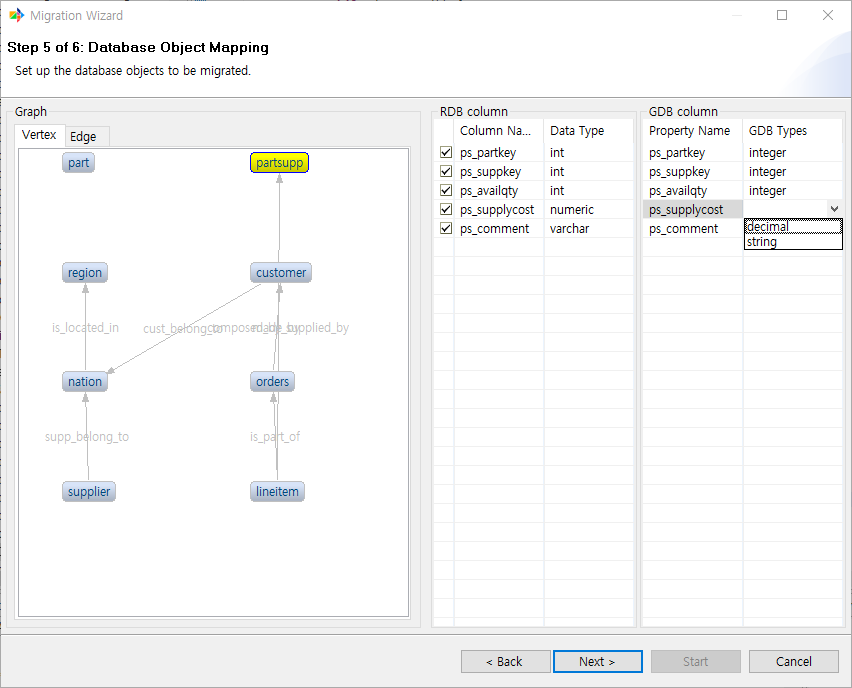 Migration Wizard
Step 5 of 6: Database Object Mapping
Set up the database objects to be migrated.
Graph
Vertex Edge
part partsupp
region customer
is_located_in cust_belong_to composed_by made_by supplied_by
nation orders
supp_belong_to is_part_of
supplier lineitem
RDB column
Column Na... Data Type
ps_partkey int
ps_suppkey int
ps_availqty int
ps_supplycost numeric
ps_comment varchar
GDB column
Property Name GDB Types
ps_partkey integer
ps_suppkey integer
ps_availqty integer
ps_supplycost
ps_comment
decimal
string
< Back Next > Start Cancel